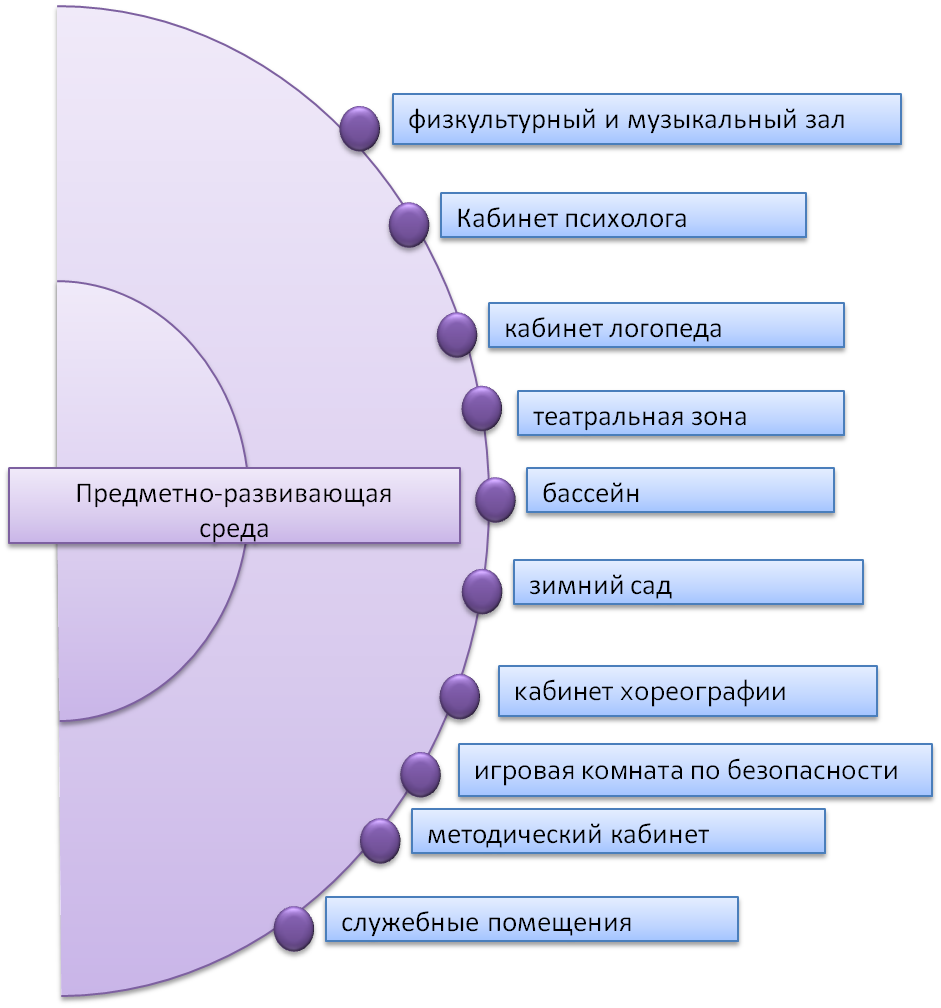 физкультурный и музыкальный зал
Кабинет психолога
кабинет логопеда
театральная зона
Предметно-развивающая
среда
бассейн
зимний сад
кабинет хореографии
игровая комната по безопасности
методический кабинет
служебные помещения